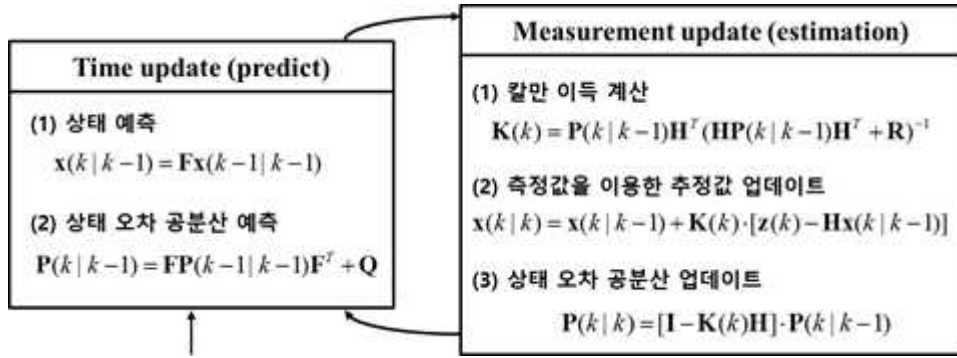 Time update (predict)
(1) 상태 예측
x(k | k−1) = Fx(k−1 | k−1)
(2) 상태 오차 공분산 예측
P(k | k−1) = FP(k−1 | k−1)F^T + Q
Measurement update (estimation)
(1) 칼만 이득 계산
K(k) = P(k | k−1)H^T(HP(k | k−1)H^T + R)^−1
(2) 측정값을 이용한 추정값 업데이트
x(k | k) = x(k | k−1) + K(k)·[z(k) − Hx(k | k−1)]
(3) 상태 오차 공분산 업데이트
P(k | k) = [I − K(k)H]·P(k | k−1)